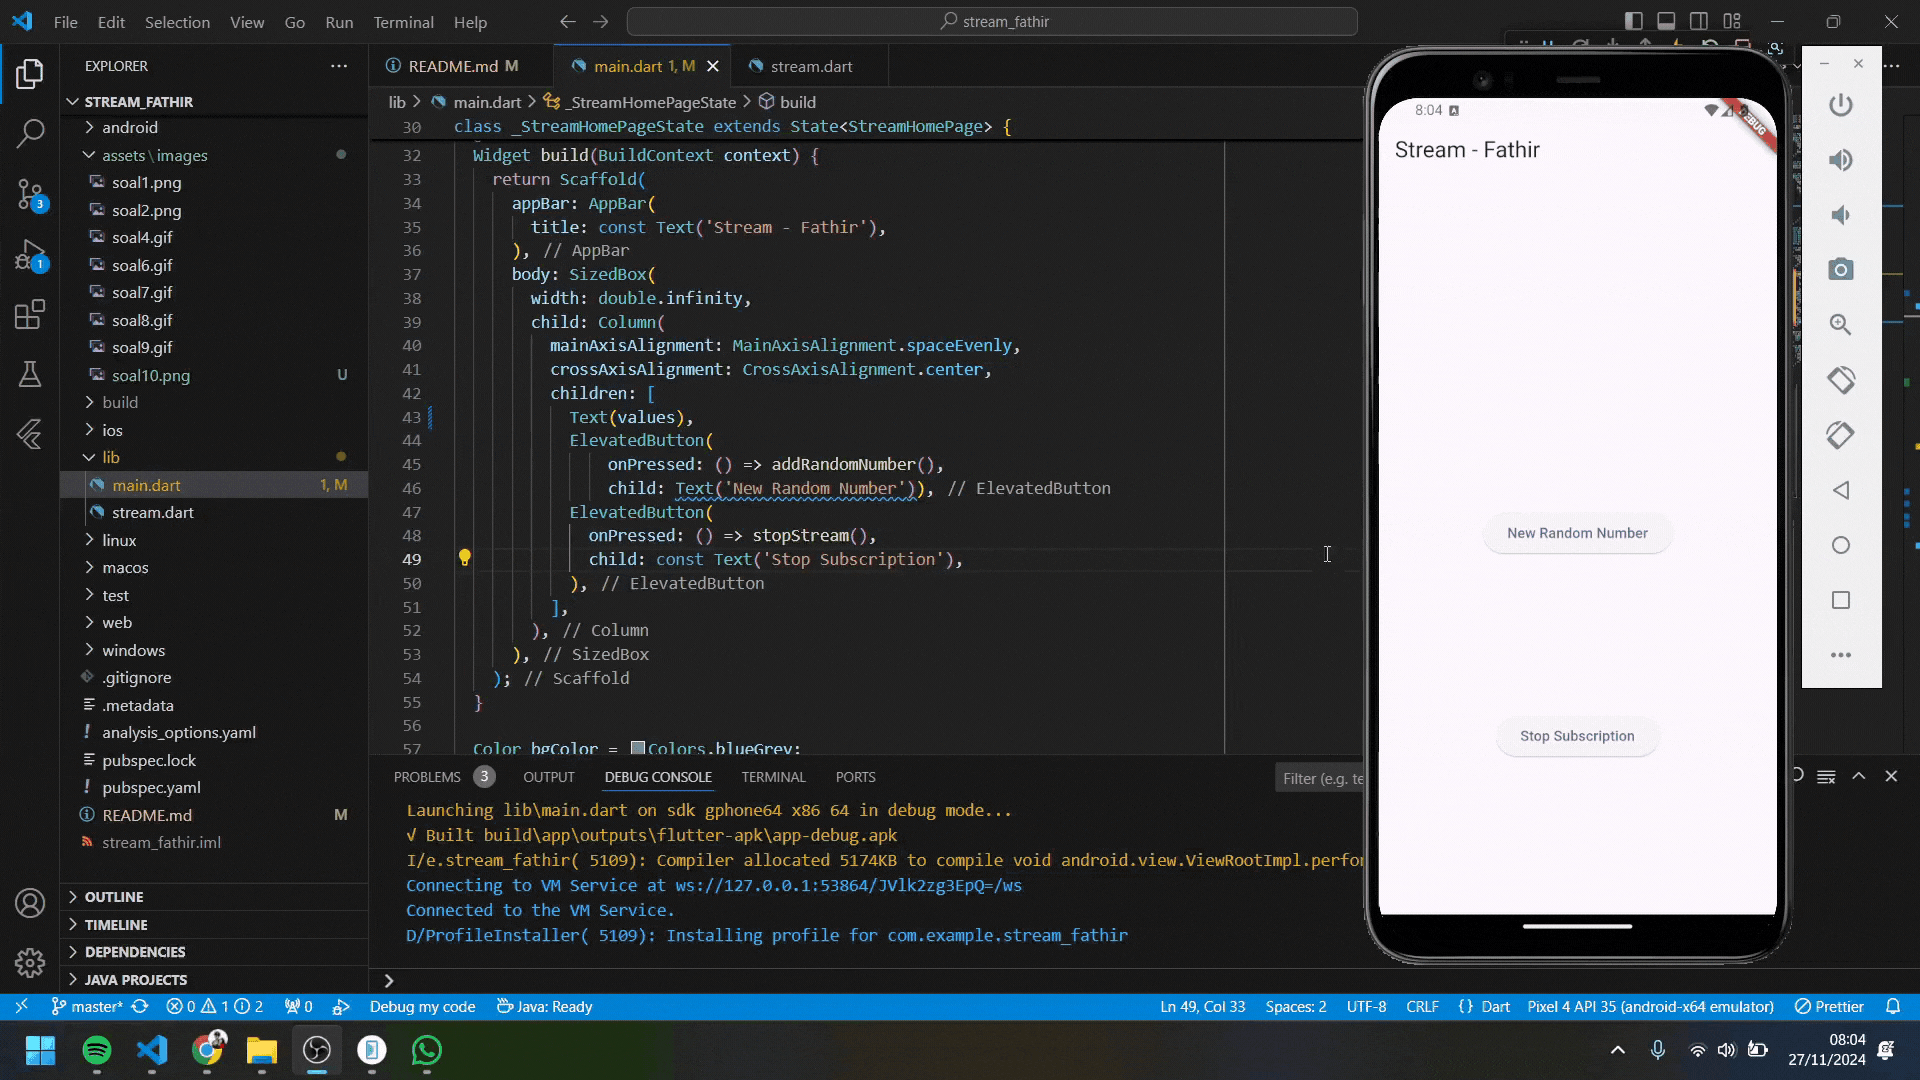 File Edit Selection View Go Run Terminal Help
stream_fathir
EXPLORER
STREAM_FATHIR
android
assets\images
soal1.png
soal2.png
soal4.gif
soal6.gif
soal7.gif
soal8.gif
soal9.gif
soal10.png U
build
ios
lib
main.dart 1, M
stream.dart
linux
macos
test
web
windows
.gitignore
.metadata
analysis_options.yaml
pubspec.lock
pubspec.yaml
README.md M
stream_fathir.iml
OUTLINE
TIMELINE
DEPENDENCIES
JAVA PROJECTS
3
1
README.md M
main.dart 1, M
stream.dart
lib > main.dart > _StreamHomePageState > build
30 class _StreamHomePageState extends State<StreamHomePage> {
32 Widget build(BuildContext context) {
33 return Scaffold(
34 appBar: AppBar(
35 title: const Text('Stream - Fathir'),
36 ), // AppBar
37 body: SizedBox(
38 width: double.infinity,
39 child: Column(
40 mainAxisAlignment: MainAxisAlignment.spaceEvenly,
41 crossAxisAlignment: CrossAxisAlignment.center,
42 children: [
43 Text(values),
44 ElevatedButton(
45 onPressed: () => addRandomNumber(),
46 child: Text('New Random Number')), // ElevatedButton
47 ElevatedButton(
48 onPressed: () => stopStream(),
49 child: const Text('Stop Subscription'),
50 ), // ElevatedButton
51 ],
52 ), // Column
53 ), // SizedBox
54 ); // Scaffold
55 }
56
57 Color bgColor = Colors.blueGrey;
PROBLEMS 3 OUTPUT DEBUG CONSOLE TERMINAL PORTS
Filter (e.g. te
Launching lib\main.dart on sdk gphone64 x86 64 in debug mode...
√ Built build\app\outputs\flutter-apk\app-debug.apk
I/e.stream_fathir( 5109): Compiler allocated 5174KB to compile void android.view.ViewRootImpl.perfor
Connecting to VM Service at ws://127.0.0.1:53864/JVlk2zg3EpQ=/ws
Connected to the VM Service.
D/ProfileInstaller( 5109): Installing profile for com.example.stream_fathir
8:04
DEBUG
Stream - Fathir
New Random Number
Stop Subscription
master* 0 1 2 0 Debug my code Java: Ready
Ln 49, Col 33 Spaces: 2 UTF-8 CRLF {} Dart Pixel 4 API 35 (android-x64 emulator) Prettier
08:04
27/11/2024